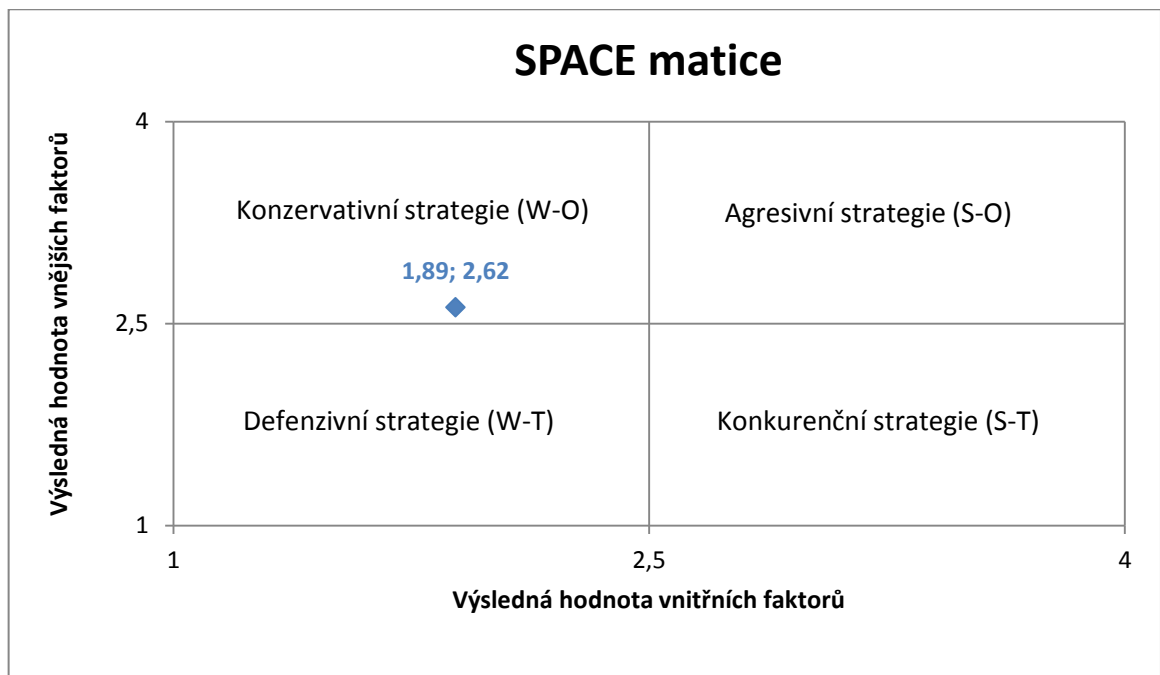 SPACE matice
Výsledná hodnota vnějších faktorů
4
Konzervativní strategie (W-O)
Agresivní strategie (S-O)
1,89; 2,62
2,5
Defenzivní strategie (W-T)
Konkurenční strategie (S-T)
1
1
2,5
4
Výsledná hodnota vnitřních faktorů